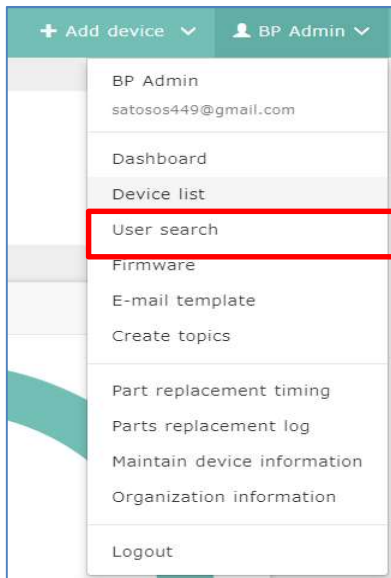 Add device
BP Admin
BP Admin
satosos449@gmail.com
Dashboard
Device list
User search
Firmware
E-mail template
Create topics
Part replacement timing
Parts replacement log
Maintain device information
Organization information
Logout